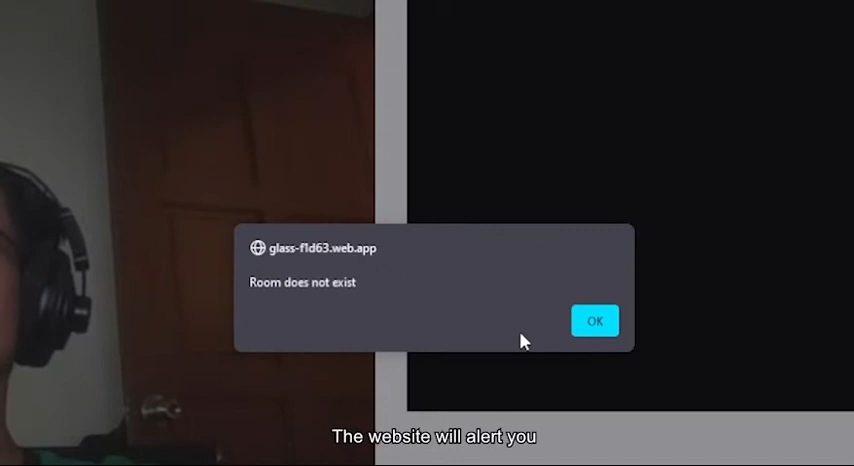 glass-f1d63.web.app
Room does not exist
OK
The website will alert you